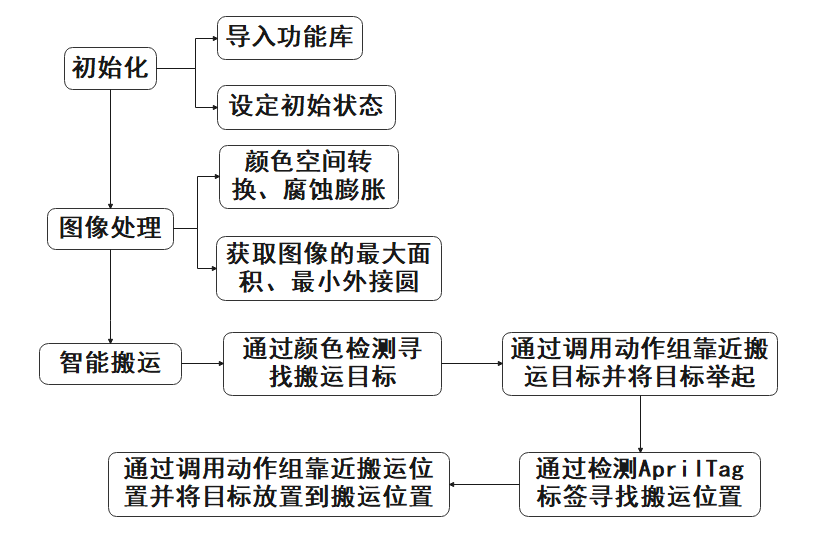 导入功能库
初始化
设定初始状态
颜色空间转
换、腐蚀膨胀
图像处理
获取图像的最大面
积、最小外接圆
智能搬运
通过颜色检测寻
找搬运目标
通过调用动作组靠近搬
运目标并将目标举起
通过检测AprilTag
标签寻找搬运位置
通过调用动作组靠近搬运位
置并将目标放置到搬运位置